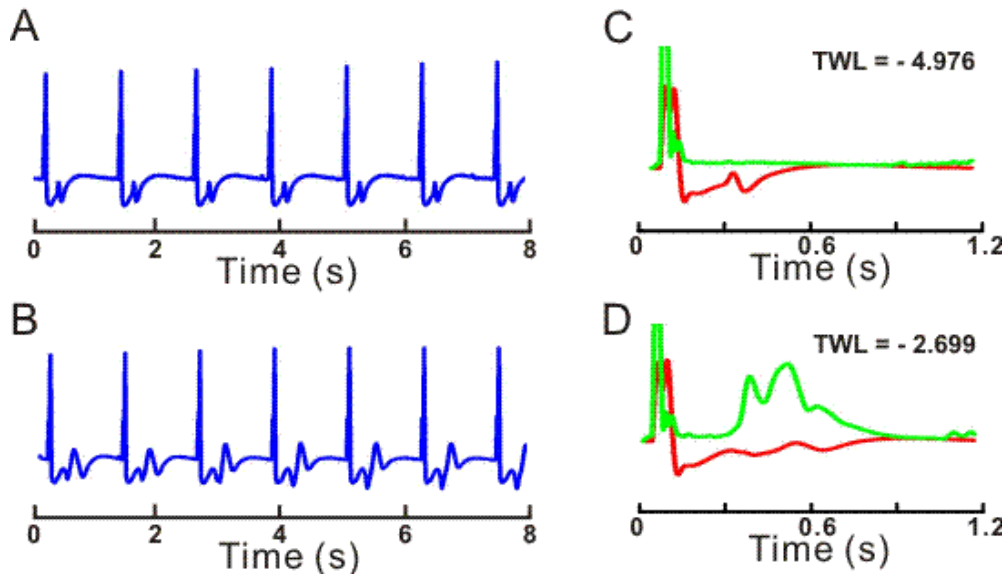 A
0 2 4 6 8
Time (s)
B
0 2 4 6 8
Time (s)
C
TWL = - 4.976
0 0.6 1.2
Time (s)
D
TWL = - 2.699
0 0.6 1.2
Time (s)